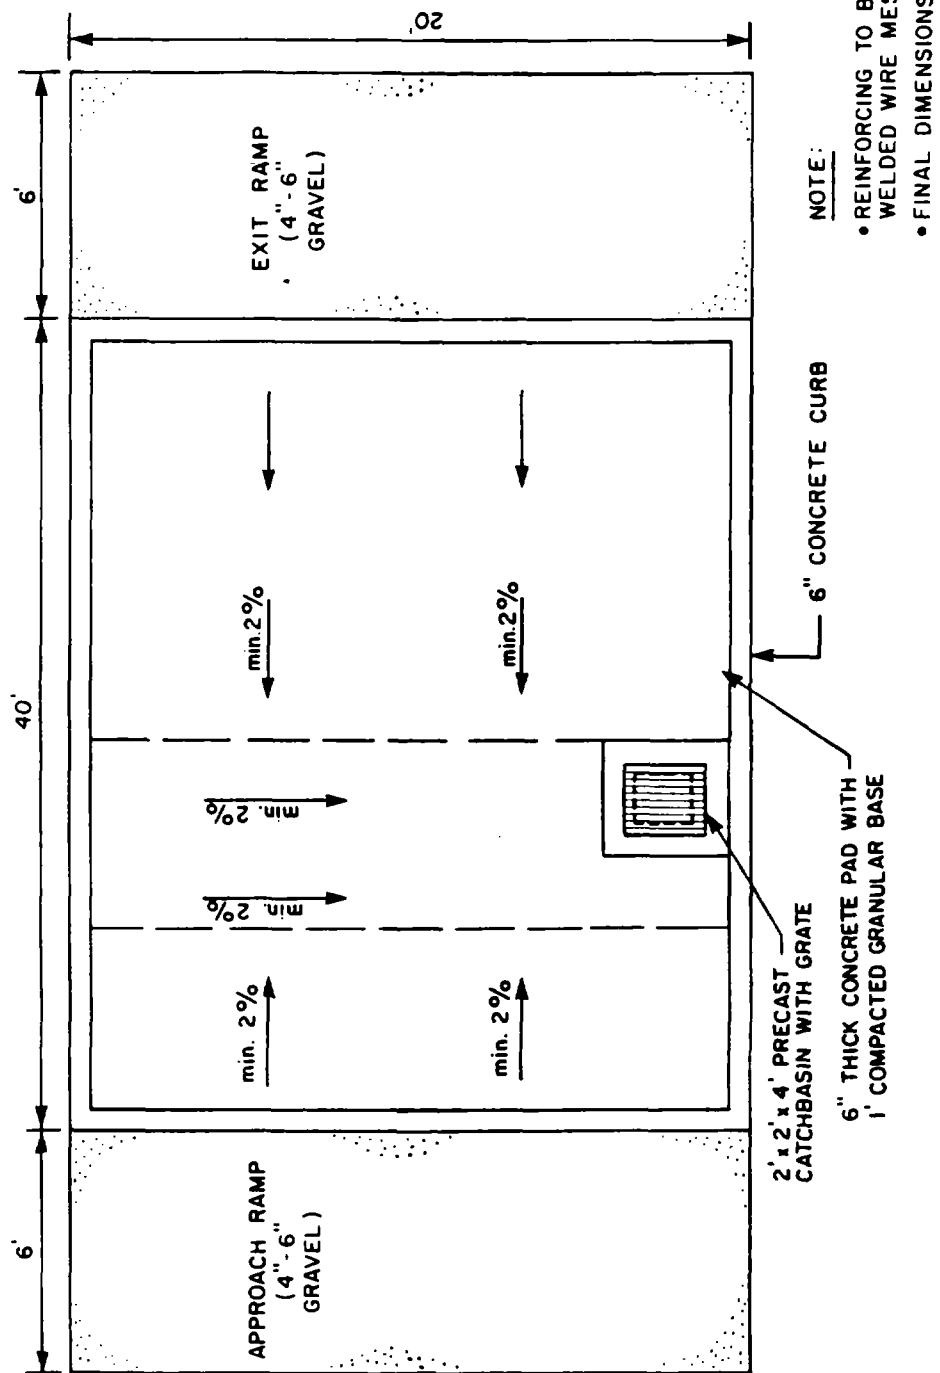 6'
40'
6'
20'
APPROACH RAMP
(4"-6"
GRAVEL)
min. 2%
min. 2%
min. 2%
min. 2%
min. 2%
min. 2%
EXIT RAMP
(4"-6"
GRAVEL)
2' x 2' x 4' PRECAST
CATCHBASIN WITH GRATE
6" THICK CONCRETE PAD WITH
1' COMPACTED GRANULAR BASE
6" CONCRETE CURB
NOTE:
• REINFORCING TO B
WELDED WIRE MES
• FINAL DIMENSIONS